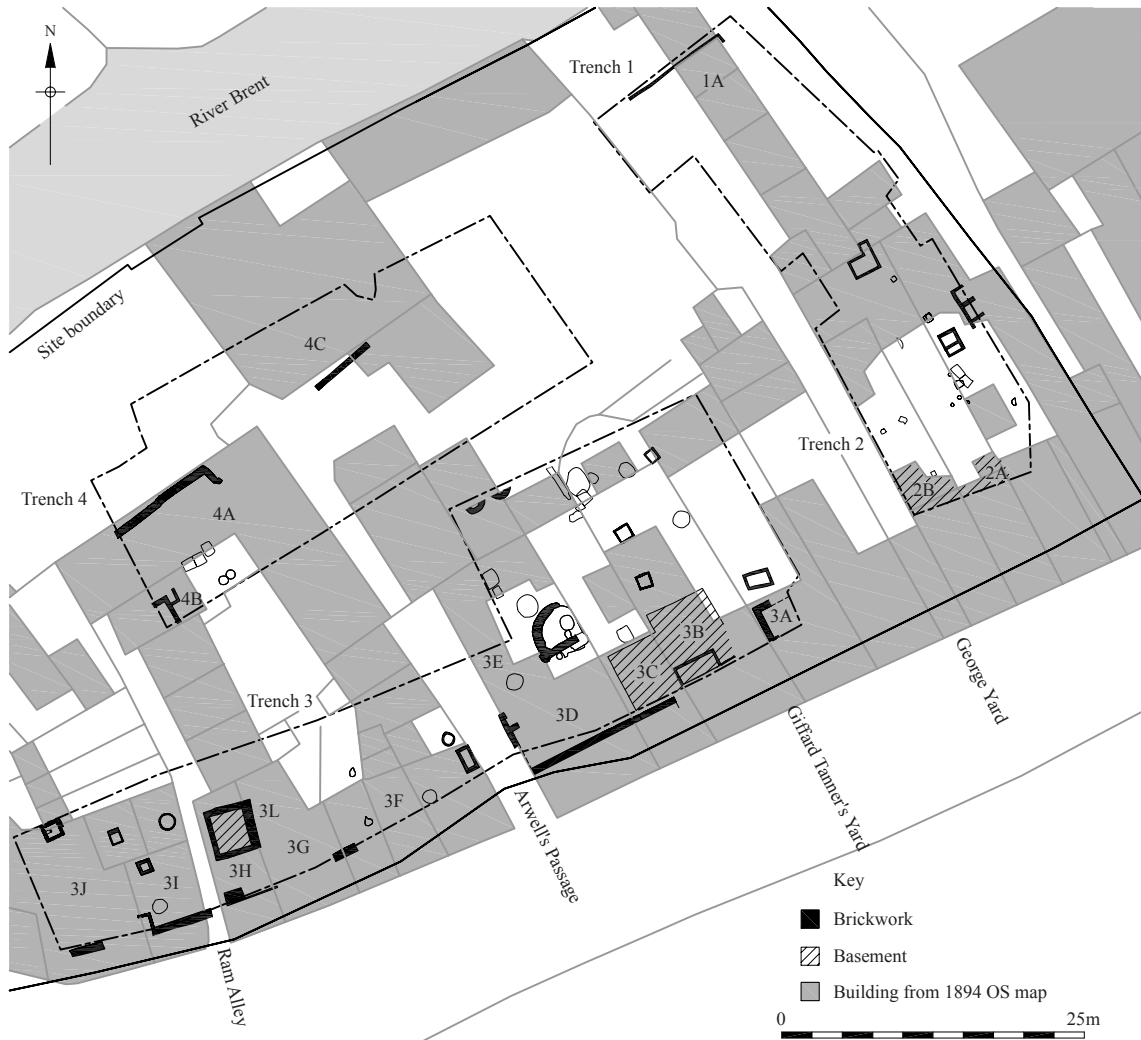 N
Trench 1
1A
River Brent
Site boundary
4C
Trench 4
4A
4B
Trench 2
2A
2B
3A
3B
3C
3E
3D
Trench 3
3F
3L
3G
3H
3I
3J
George Yard
Giffard Tanner's Yard
Arwell's Passage
Ram Alley
Key
Brickwork
Basement
Building from 1894 OS map
0 25m